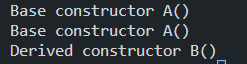 Base constructor A()
Base constructor A()
Derived constructor B()